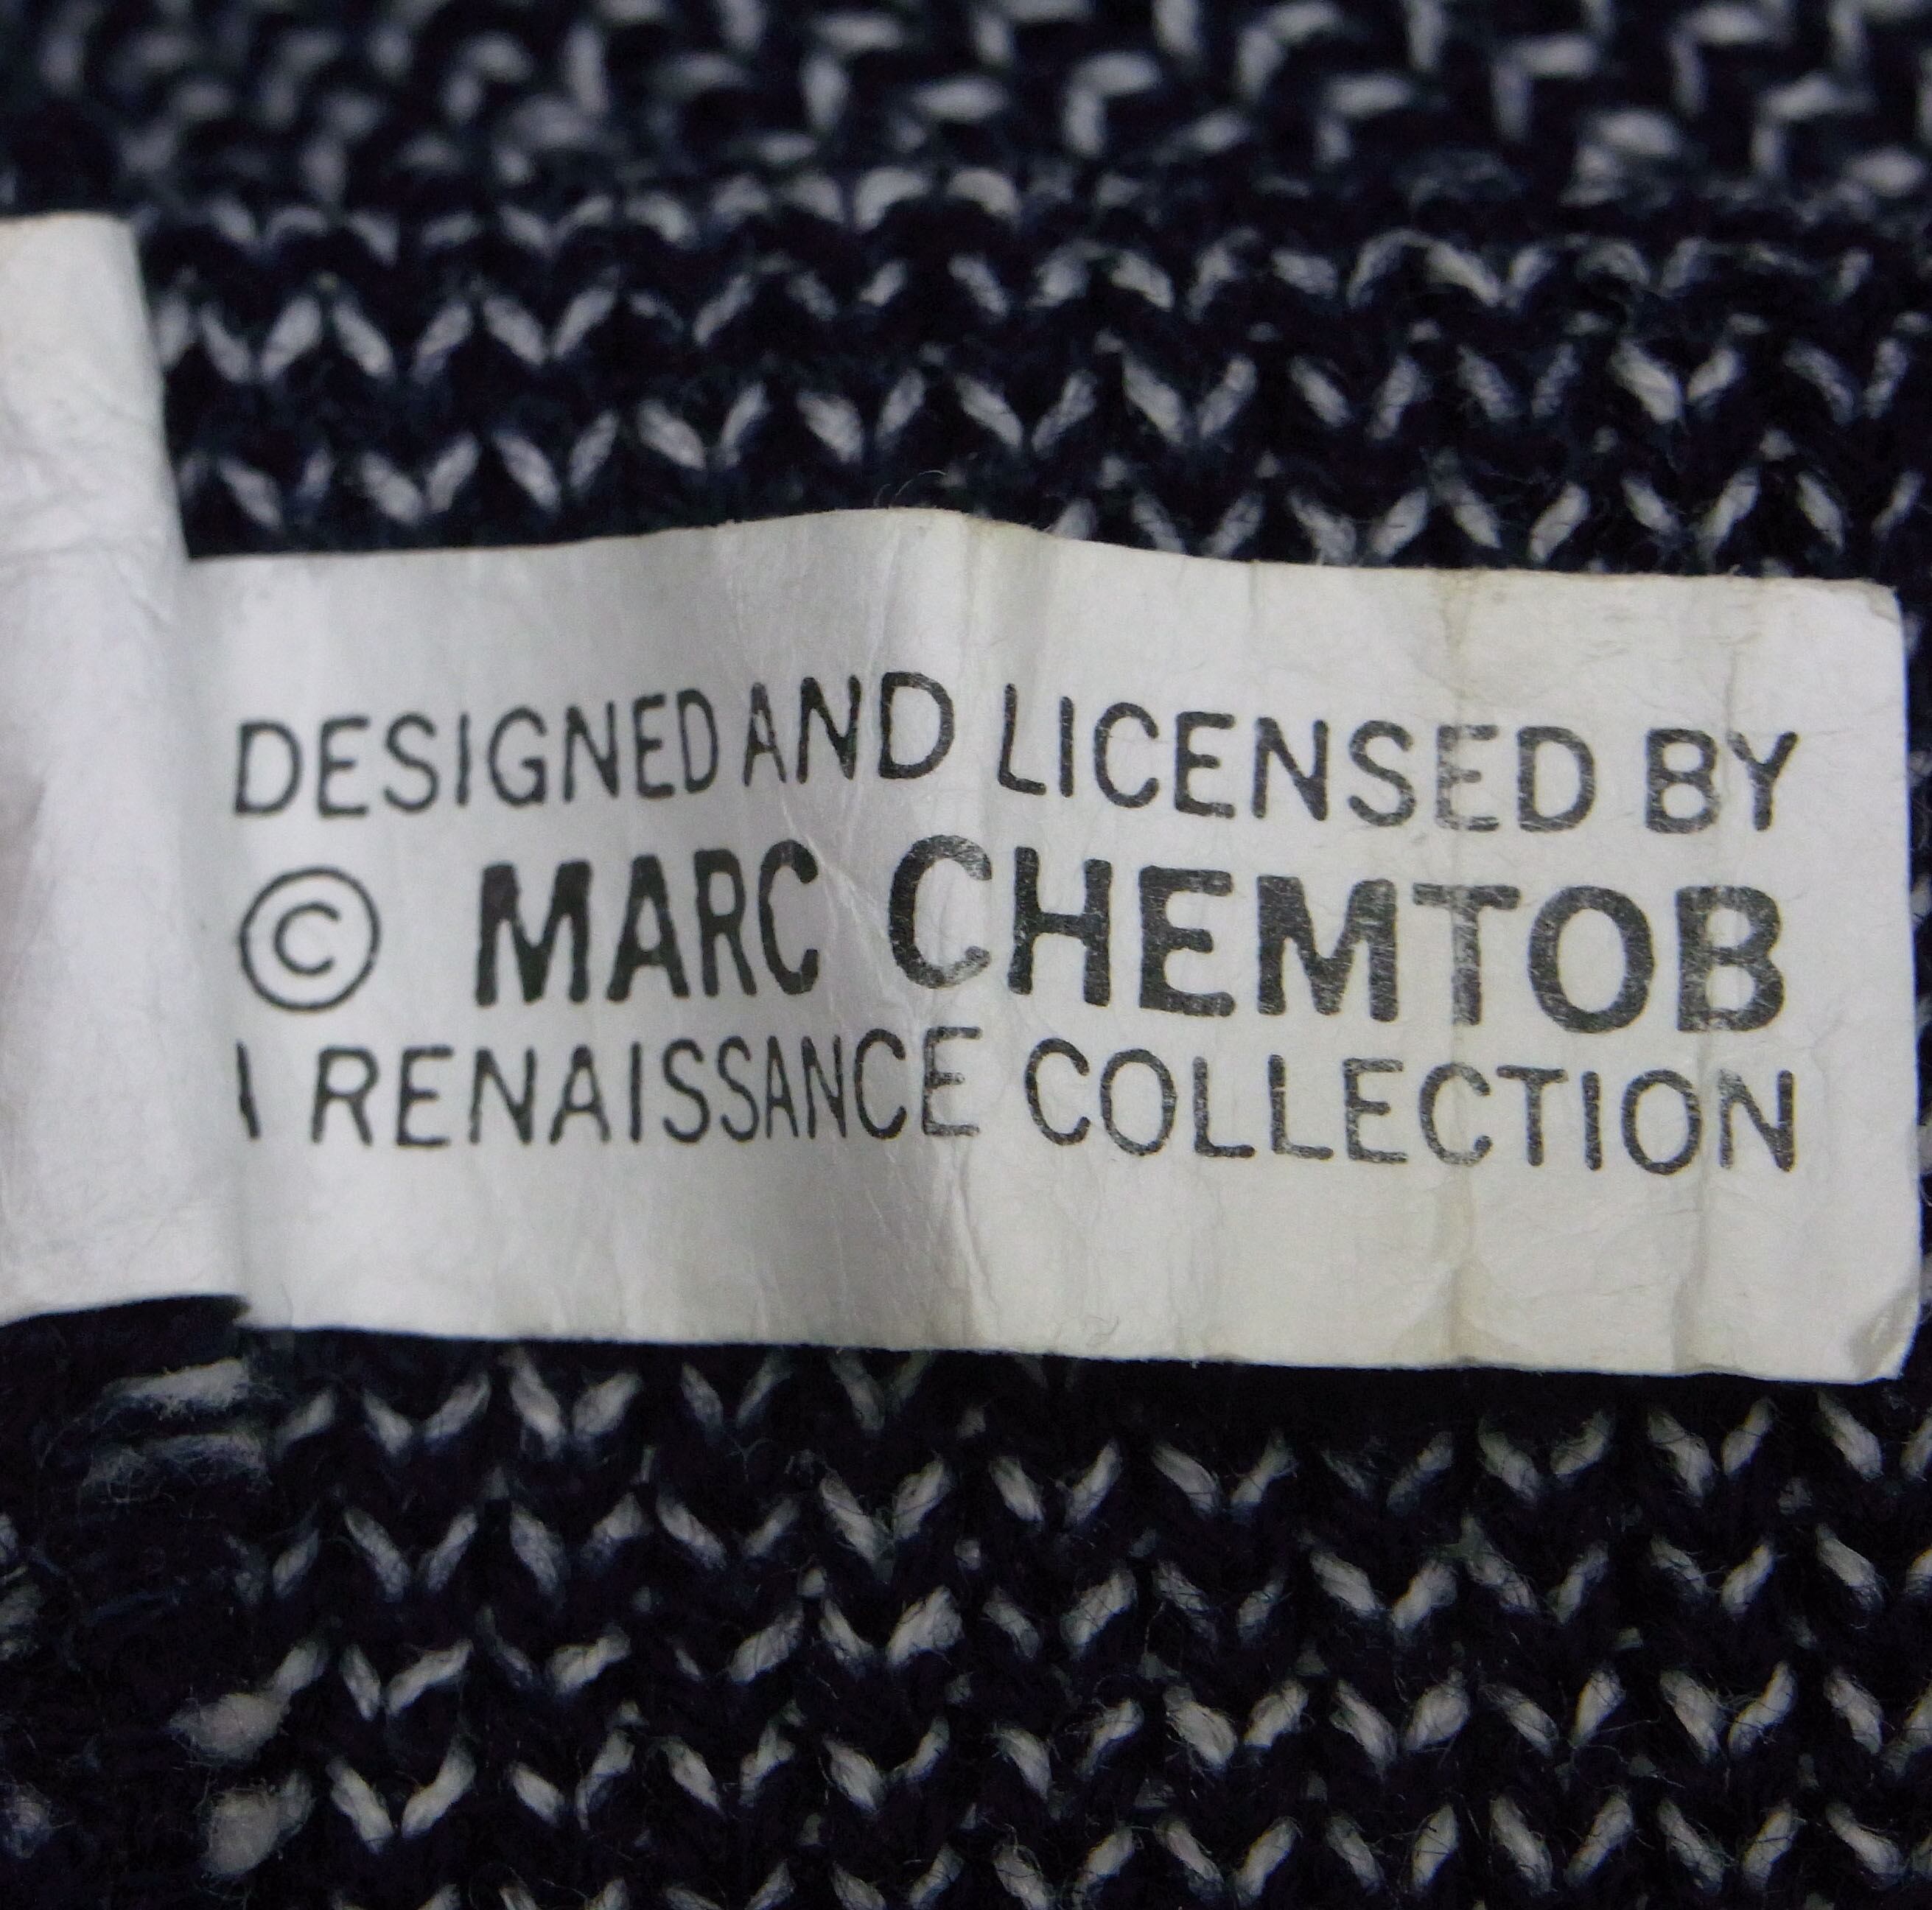 DESIGNED AND LICENSED BY
© MARC CHEMTOB
RENAISSANCE COLLECTION